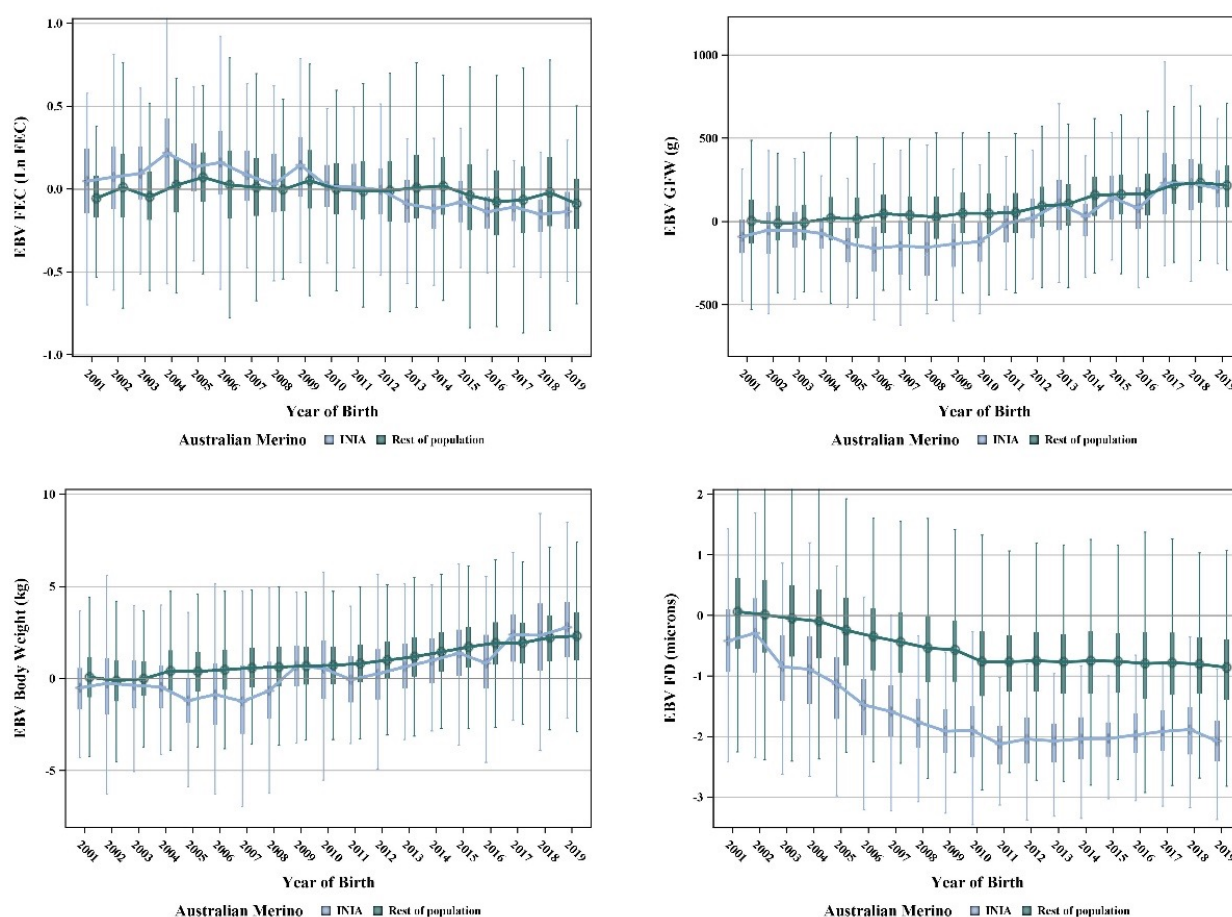 EBV FEC (Ln FEC)
1.0
0.5
0.0
-0.5
-1.0
2001 2002 2003 2004 2005 2006 2007 2008 2009 2010 2011 2012 2013 2014 2015 2016 2017 2018 2019
Year of Birth
Australian Merino INIA Rest of population
EBV GFW (g)
1000
500
0
-500
2001 2002 2003 2004 2005 2006 2007 2008 2009 2010 2011 2012 2013 2014 2015 2016 2017 2018 2019
Year of Birth
Australian Merino INIA Rest of population
EBV Body Weight (kg)
10
5
0
-5
2001 2002 2003 2004 2005 2006 2007 2008 2009 2010 2011 2012 2013 2014 2015 2016 2017 2018 2019
Year of Birth
Australian Merino INIA Rest of population
EBV FD (microns)
2
1
0
-1
-2
-3
2001 2002 2003 2004 2005 2006 2007 2008 2009 2010 2011 2012 2013 2014 2015 2016 2017 2018 2019
Year of Birth
Australian Merino INIA Rest of population